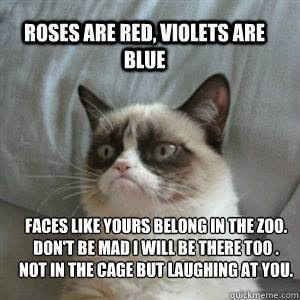 ROSES ARE RED, VIOLETS ARE
BLUE
FACES LIKE YOURS BELONG IN THE ZOO.
DON'T BE MAD I WILL BE THERE TOO .
NOT IN THE CAGE BUT LAUGHING AT YOU.
quickmeme.com